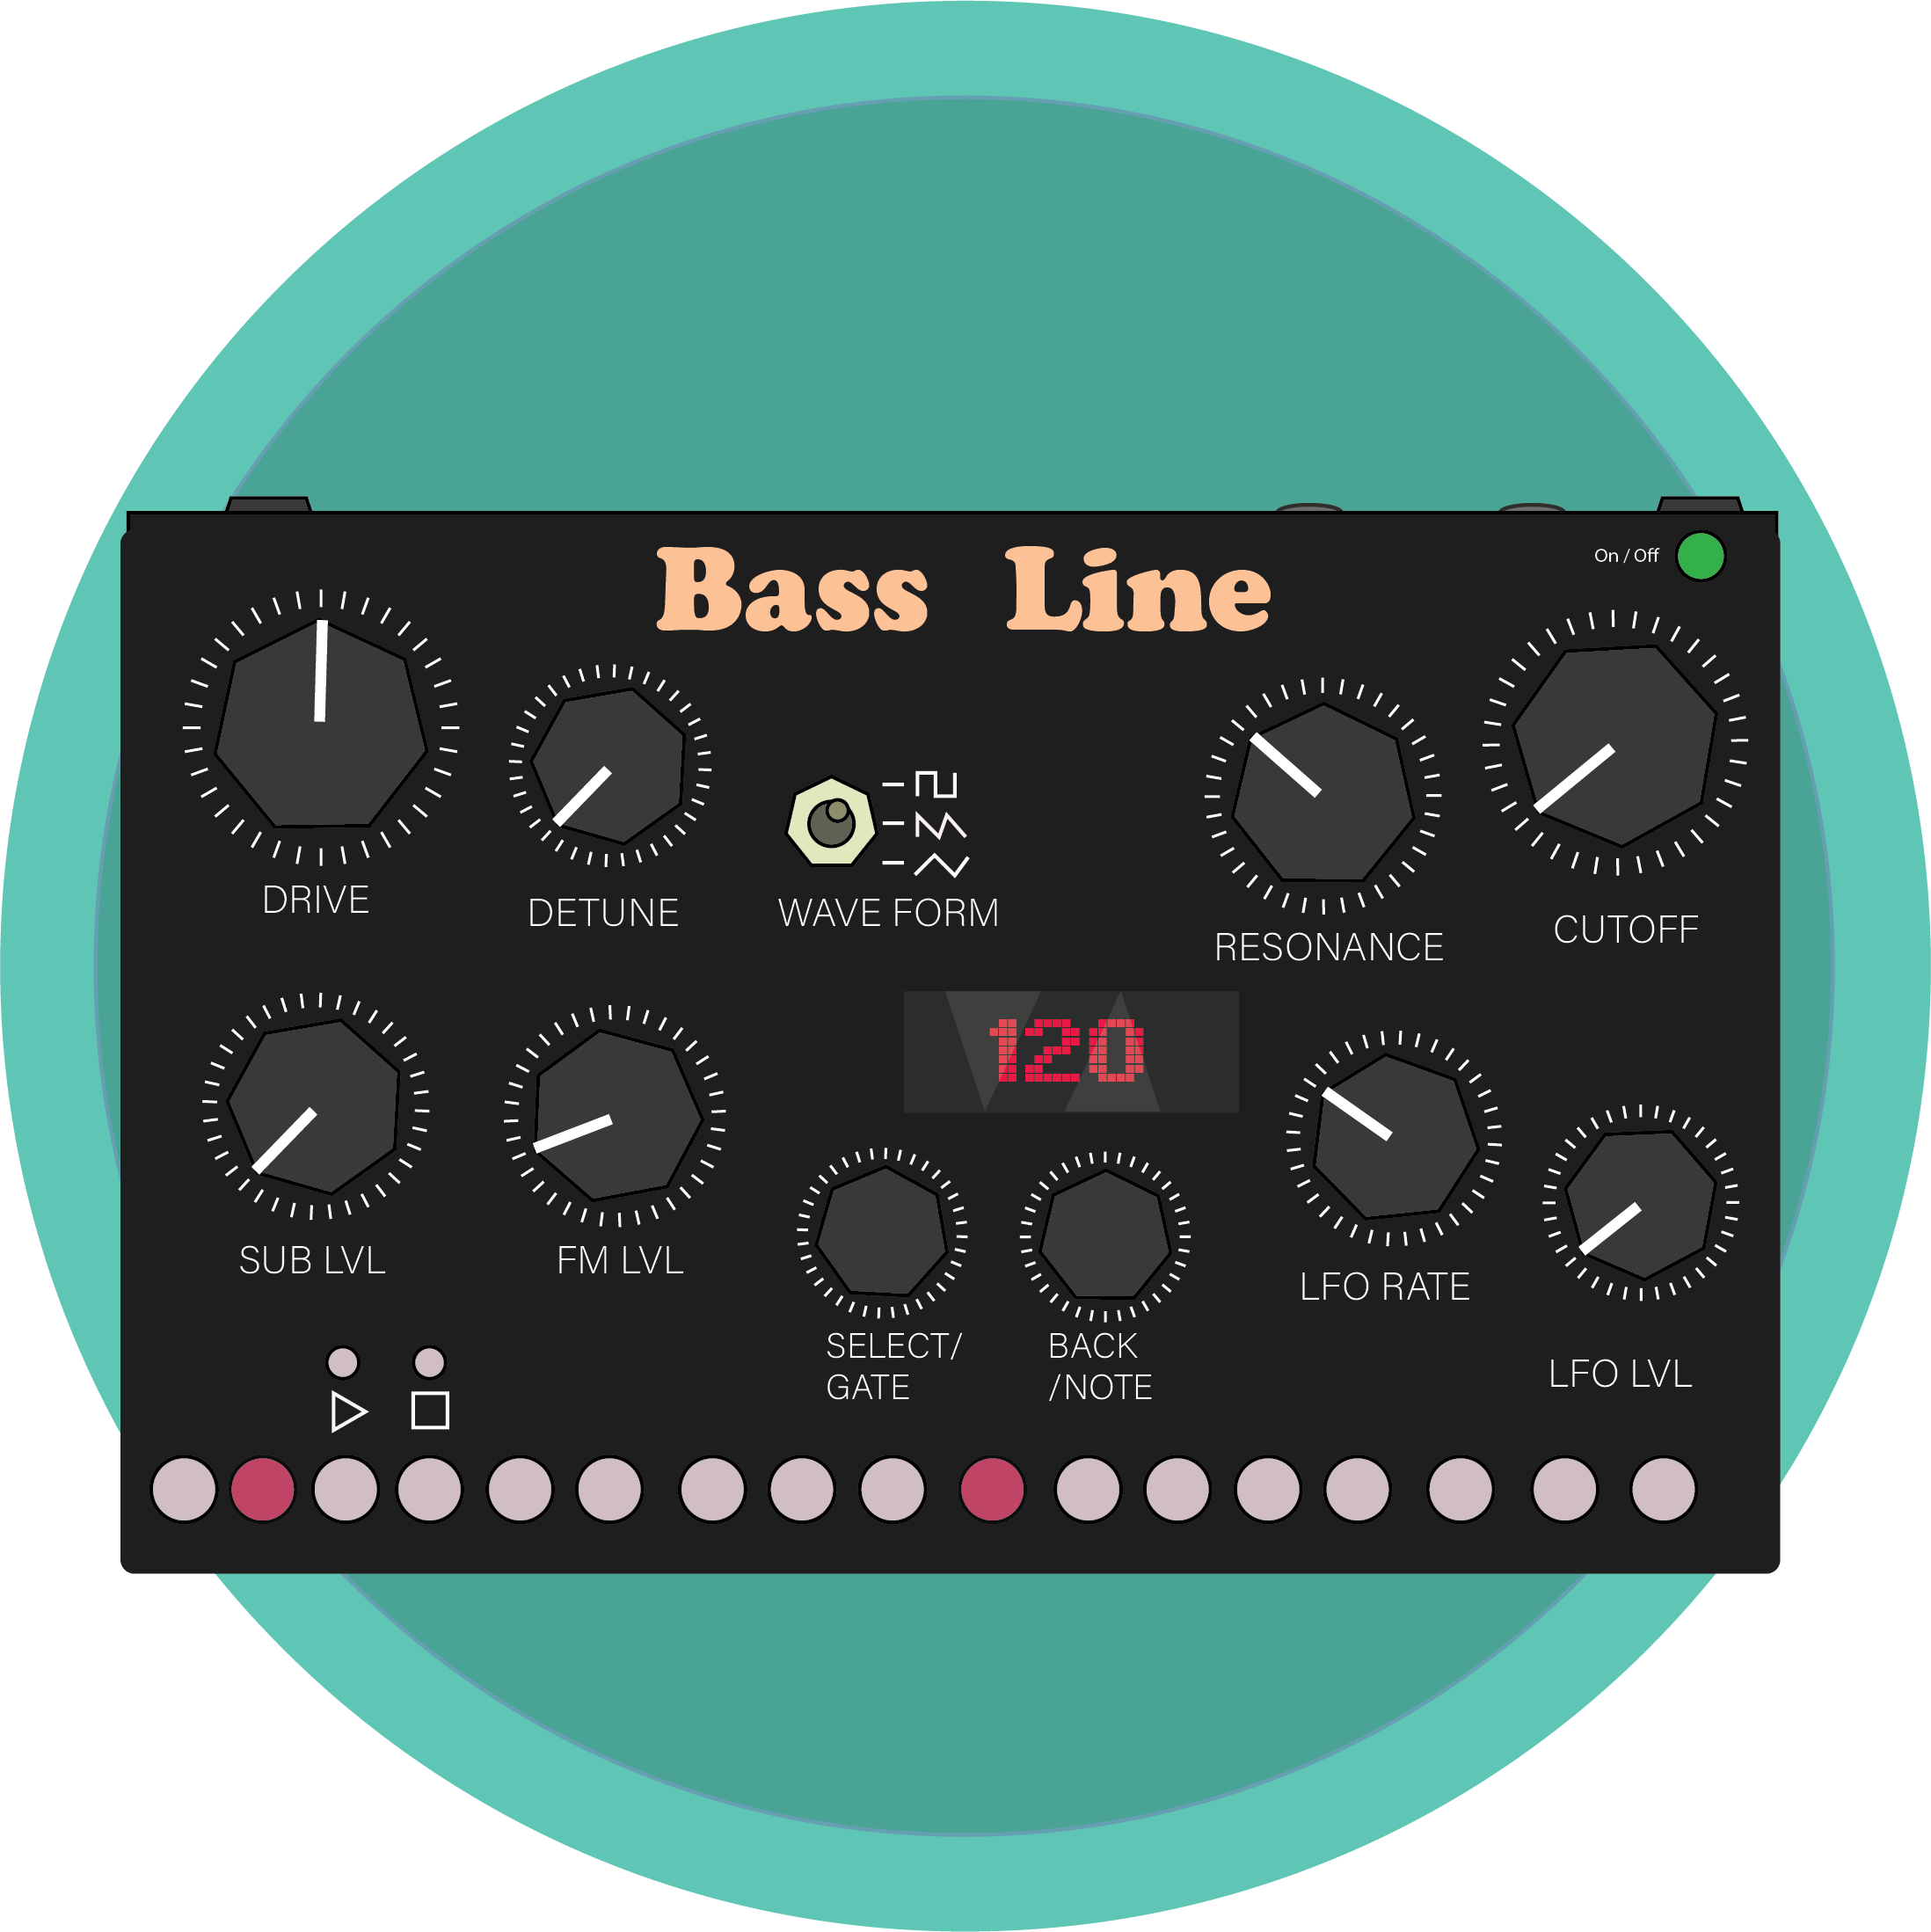 Bass Line
On / Off
DRIVE
DETUNE
WAVE FORM
RESONANCE
CUTOFF
120
SUB LVL
FM LVL
SELECT/
GATE
BACK
/NOTE
LFO RATE
LFO LVL